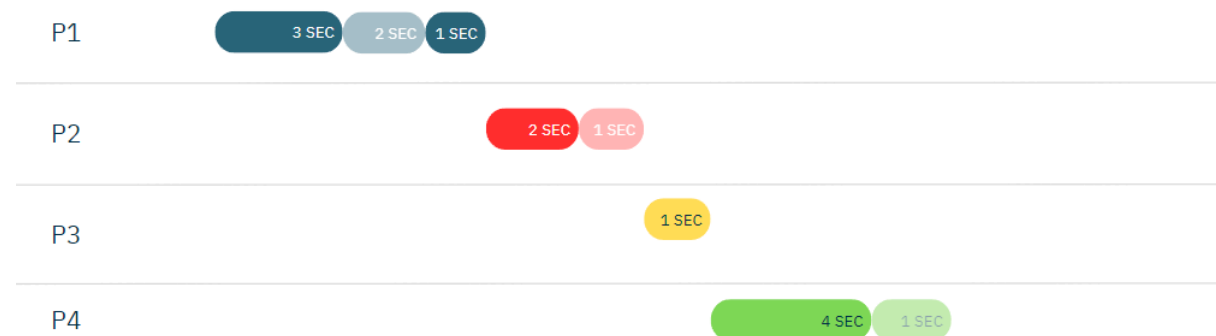 P1 3 SEC 2 SEC 1 SEC
P2 2 SEC 1 SEC
P3 1 SEC
P4 4 SEC 1 SEC